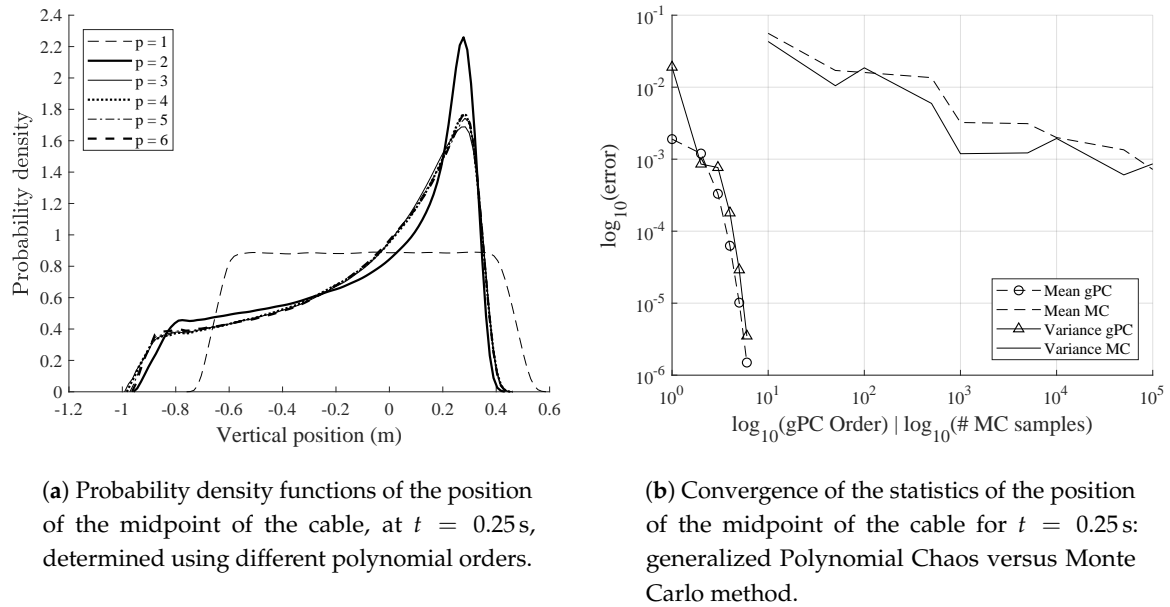 2.4
2.2
2.0
1.8
1.6
1.4
1.2
1.0
0.8
0.6
0.4
0.2
0
Probability density
p = 1
p = 2
p = 3
p = 4
p = 5
p = 6
-1.2 -1 -0.8 -0.6 -0.4 -0.2 0 0.2 0.4 0.6
Vertical position (m)
(a) Probability density functions of the position
of the midpoint of the cable, at t = 0.25 s,
determined using different polynomial orders.
10^-1
10^-2
10^-3
10^-4
10^-5
10^-6
log10(error)
Mean gPC
Mean MC
Variance gPC
Variance MC
10^0 10^1 10^2 10^3 10^4 10^5
log10(gPC Order) | log10(# MC samples)
(b) Convergence of the statistics of the position
of the midpoint of the cable for t = 0.25 s:
generalized Polynomial Chaos versus Monte
Carlo method.